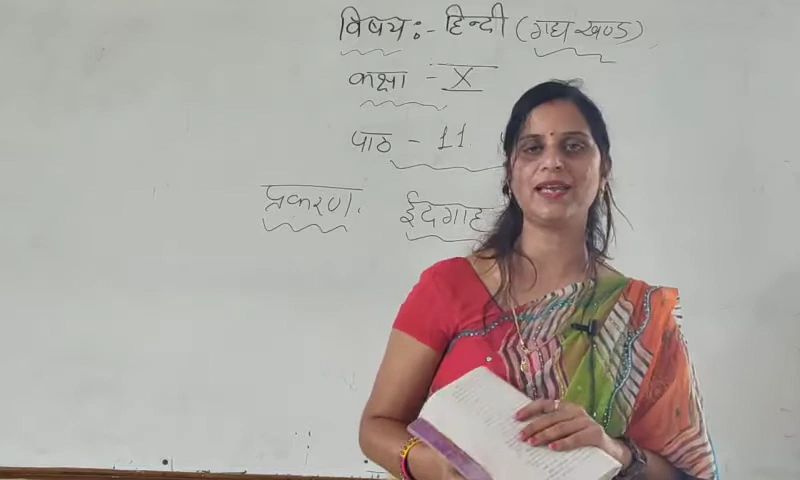 विषय:- हिन्दी (गद्य खण्ड)
कक्षा - X
पाठ - 11
प्रकरण. ईदगाह